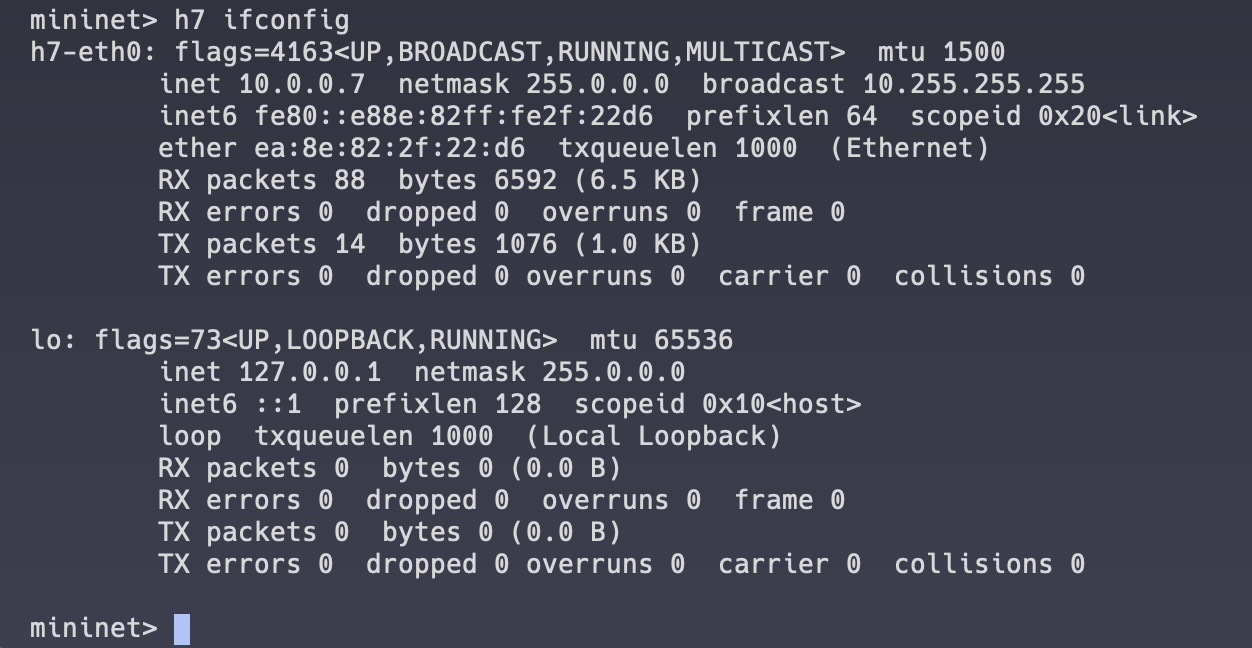 mininet> h7 ifconfig
h7-eth0: flags=4163<UP,BROADCAST,RUNNING,MULTICAST>  mtu 1500
        inet 10.0.0.7  netmask 255.0.0.0  broadcast 10.255.255.255
        inet6 fe80::e88e:82ff:fe2f:22d6  prefixlen 64  scopeid 0x20<link>
        ether ea:8e:82:2f:22:d6  txqueuelen 1000  (Ethernet)
        RX packets 88  bytes 6592 (6.5 KB)
        RX errors 0  dropped 0  overruns 0  frame 0
        TX packets 14  bytes 1076 (1.0 KB)
        TX errors 0  dropped 0 overruns 0  carrier 0  collisions 0

lo: flags=73<UP,LOOPBACK,RUNNING>  mtu 65536
        inet 127.0.0.1  netmask 255.0.0.0
        inet6 ::1  prefixlen 128  scopeid 0x10<host>
        loop  txqueuelen 1000  (Local Loopback)
        RX packets 0  bytes 0 (0.0 B)
        RX errors 0  dropped 0  overruns 0  frame 0
        TX packets 0  bytes 0 (0.0 B)
        TX errors 0  dropped 0 overruns 0  carrier 0  collisions 0

mininet>